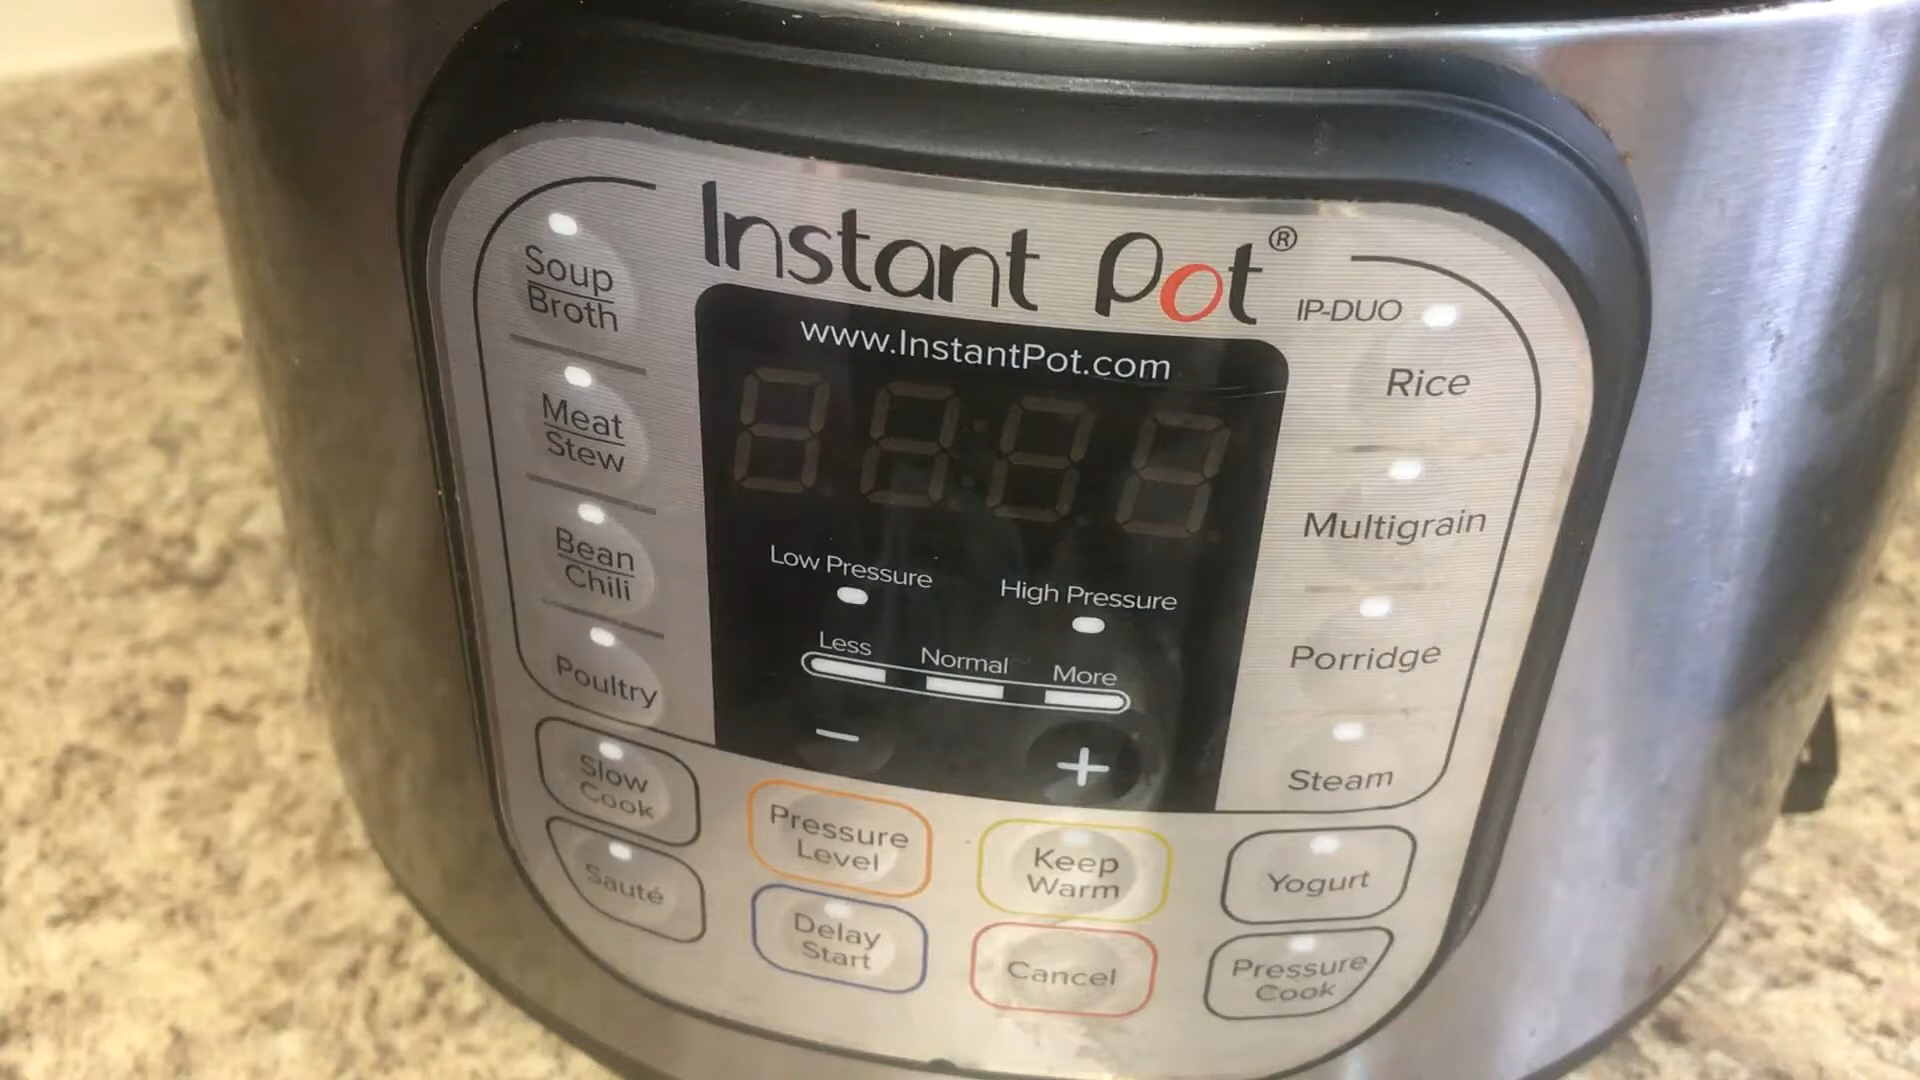 Instant Pot®
IP-DUO
www.InstantPot.com
Soup
Broth
Meat
Stew
Bean
Chili
Poultry
Slow
Cook
Sauté
Low Pressure
High Pressure
Less
Normal
More
−
+
Pressure
Level
Keep
Warm
Delay
Start
Cancel
Rice
Multigrain
Porridge
Steam
Yogurt
Pressure
Cook